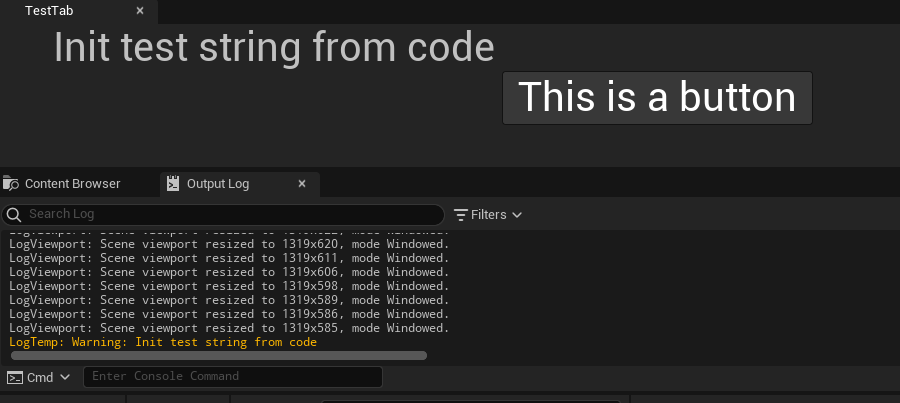 TestTab
Init test string from code
This is a button
Content Browser
Output Log
Search Log
Filters
LogViewport: Scene viewport resized to 1319x620, mode Windowed.
LogViewport: Scene viewport resized to 1319x611, mode Windowed.
LogViewport: Scene viewport resized to 1319x606, mode Windowed.
LogViewport: Scene viewport resized to 1319x598, mode Windowed.
LogViewport: Scene viewport resized to 1319x589, mode Windowed.
LogViewport: Scene viewport resized to 1319x586, mode Windowed.
LogViewport: Scene viewport resized to 1319x585, mode Windowed.
LogTemp: Warning: Init test string from code
Cmd
Enter Console Command